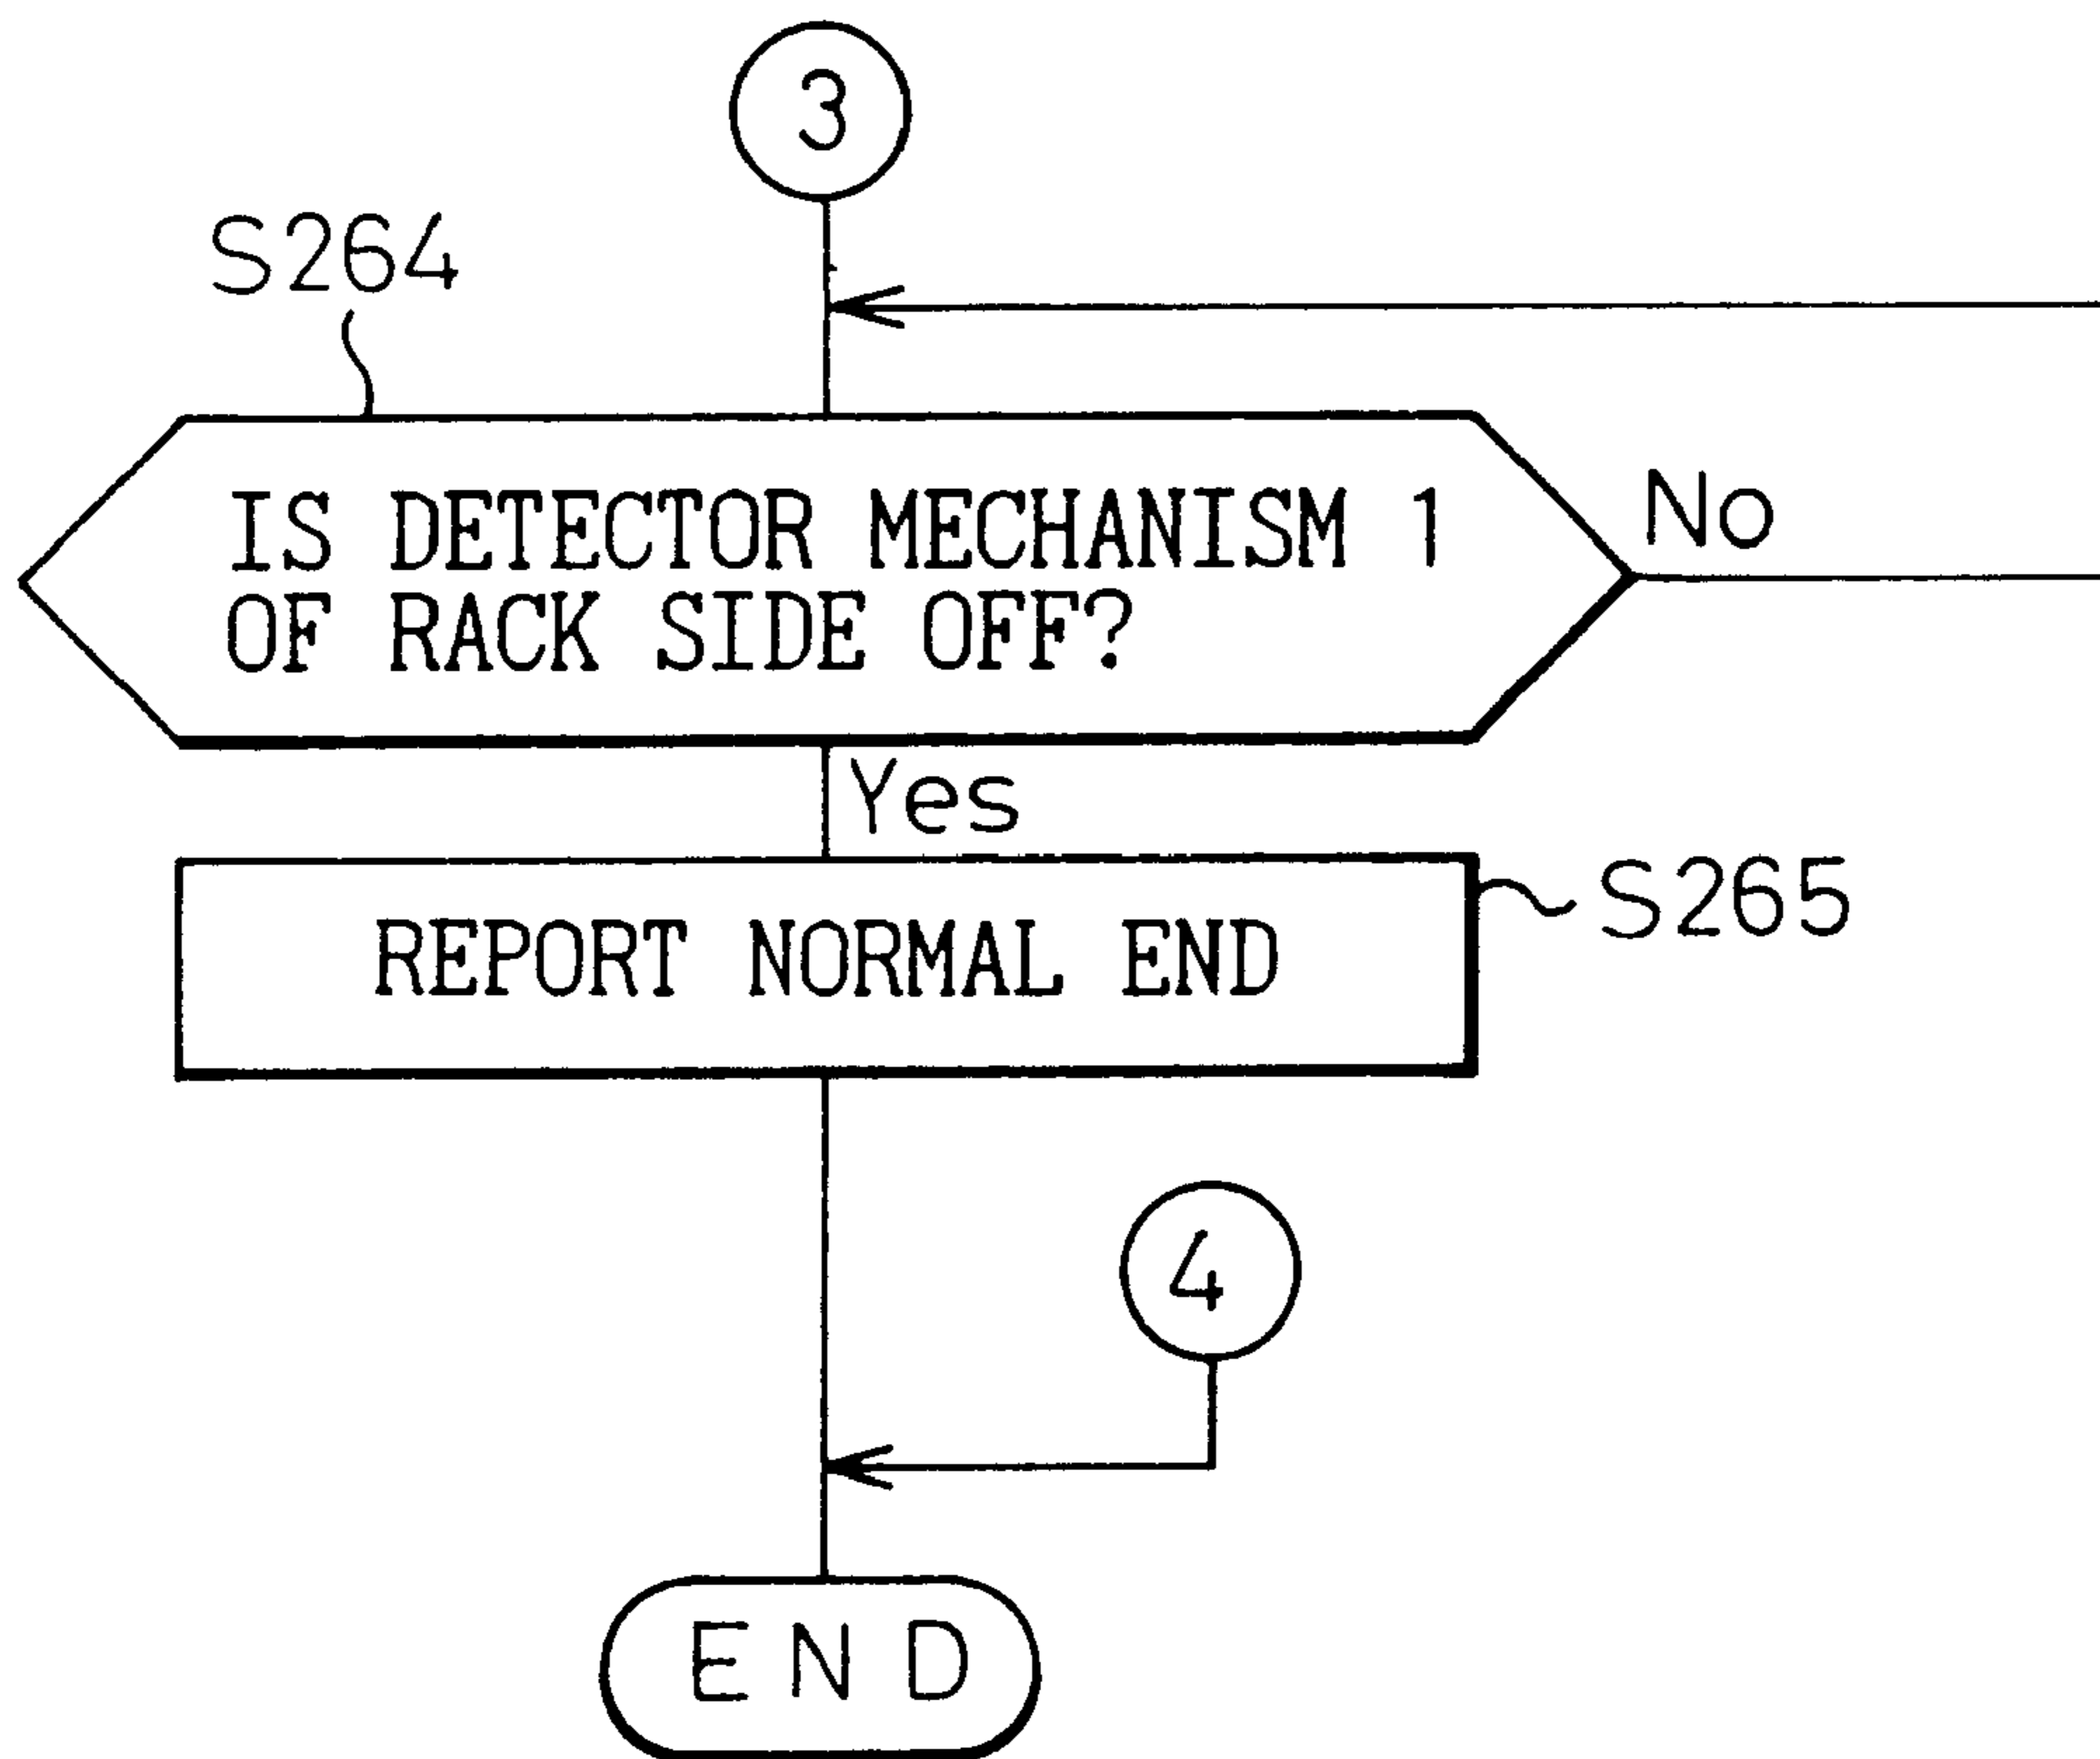 3
S264
IS DETECTOR MECHANISM 1
OF RACK SIDE OFF?
No
Yes
REPORT NORMAL END
S265
4
END